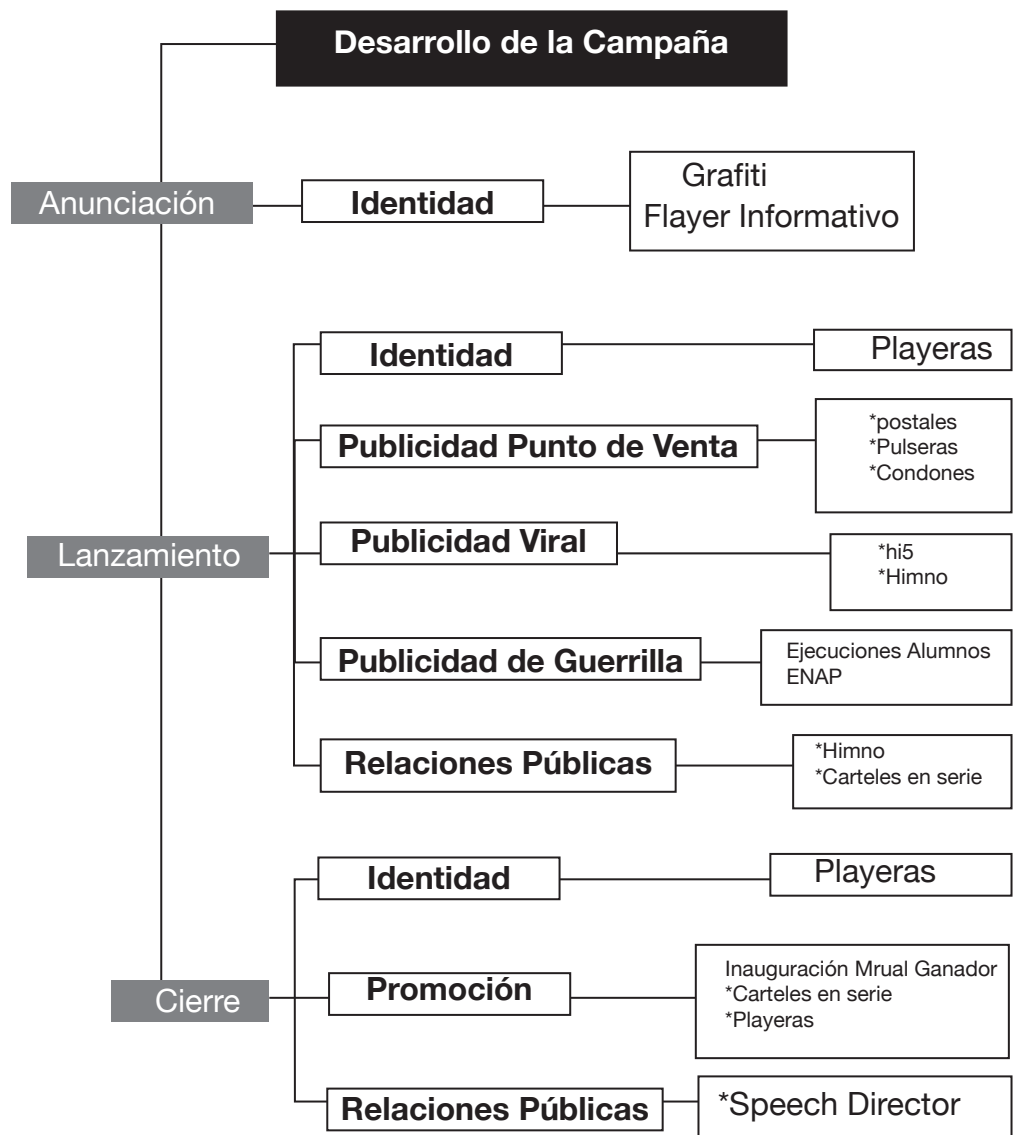 Desarrollo de la Campaña
Anunciación
Identidad
Grafiti
Flayer Informativo
Lanzamiento
Identidad
Playeras
Publicidad Punto de Venta
*postales
*Pulseras
*Condones
Publicidad Viral
*hi5
*Himno
Publicidad de Guerrilla
Ejecuciones Alumnos
ENAP
Relaciones Públicas
*Himno
*Carteles en serie
Cierre
Identidad
Playeras
Promoción
Inauguración Mrual Ganador
*Carteles en serie
*Playeras
Relaciones Públicas
*Speech Director